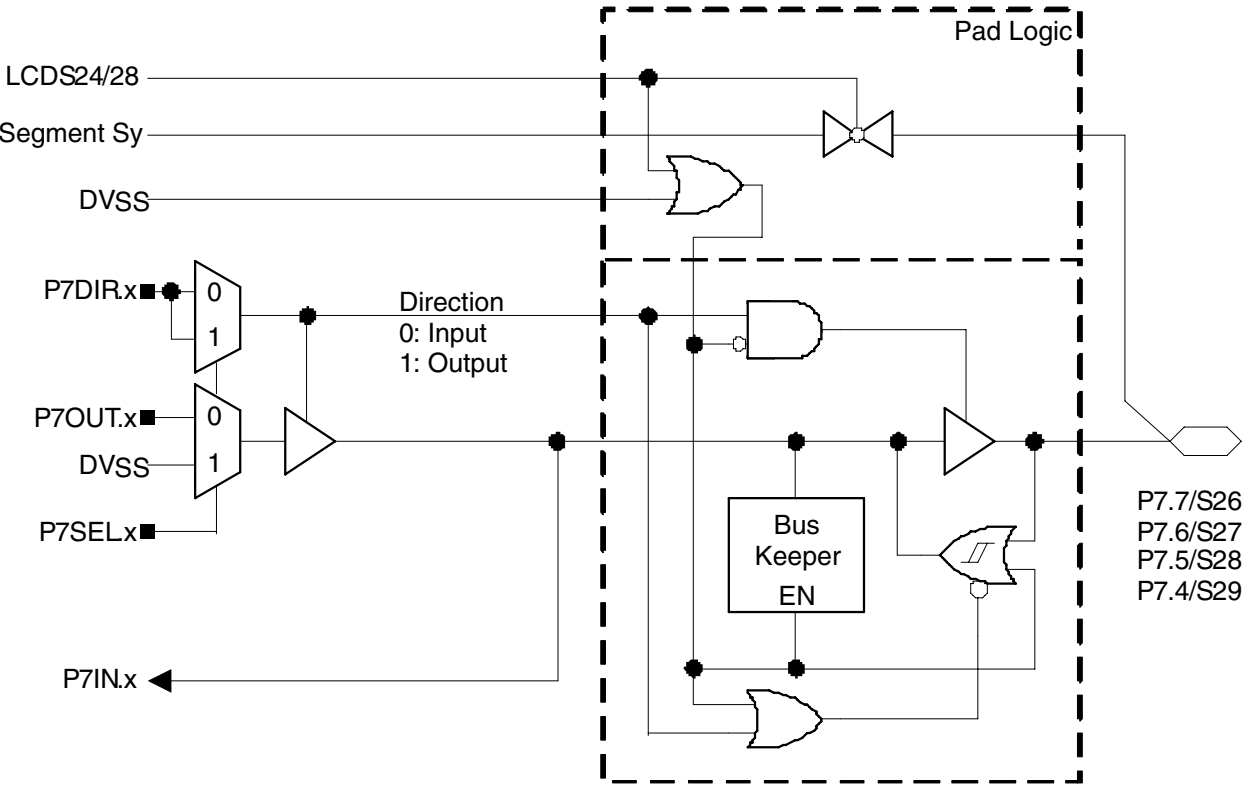 Pad Logic
LCDS24/28
Segment Sy
DVSS
P7DIR.x
0
1
Direction
0: Input
1: Output
P7OUT.x
0
DVSS
1
P7SEL.x
Bus
Keeper
EN
P7.7/S26
P7.6/S27
P7.5/S28
P7.4/S29
P7IN.x